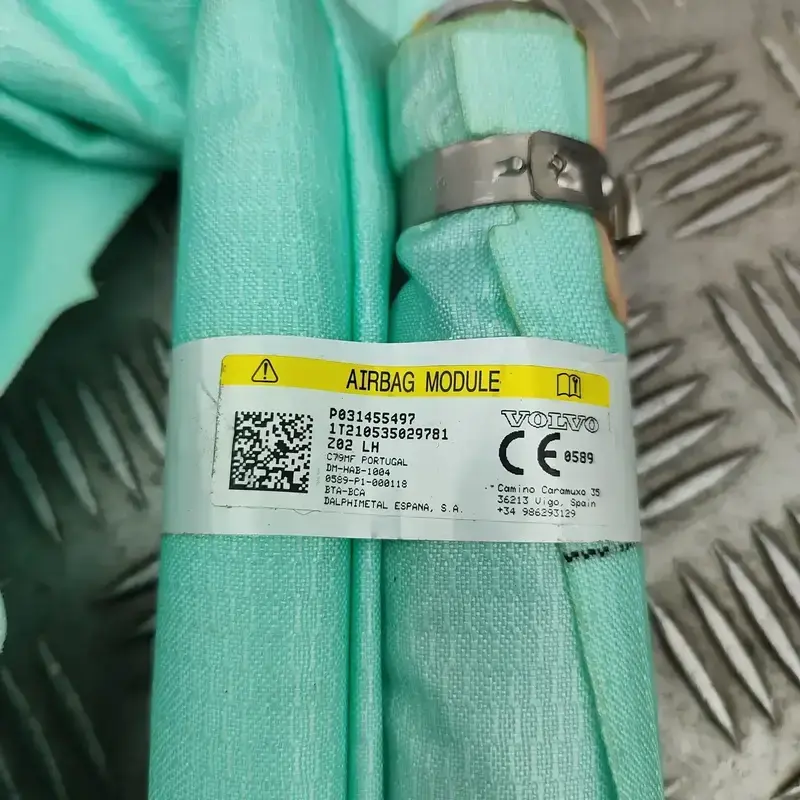 AIRBAG MODULE
P031455497
1T210535029781
Z02 LH
C79MF PORTUGAL
DM-HAB-1004
0589-P1-000118
BTA-BCA
DALPHIMETAL ESPANA, S.A.
VOLVO
CE 0589
Camino Caramuxo 35
36213 Vigo, Spain
+34 986293129